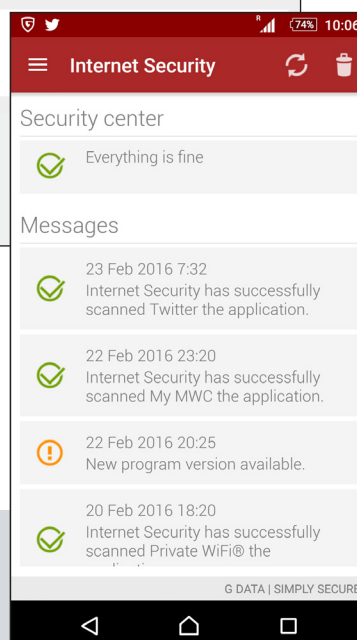 R
74% 10:06
Internet Security
Security center
Everything is fine
Messages
23 Feb 2016 7:32
Internet Security has successfully
scanned Twitter the application.
22 Feb 2016 23:20
Internet Security has successfully
scanned My MWC the application.
22 Feb 2016 20:25
New program version available.
20 Feb 2016 18:20
Internet Security has successfully
scanned Private WiFi® the
G DATA | SIMPLY SECURE